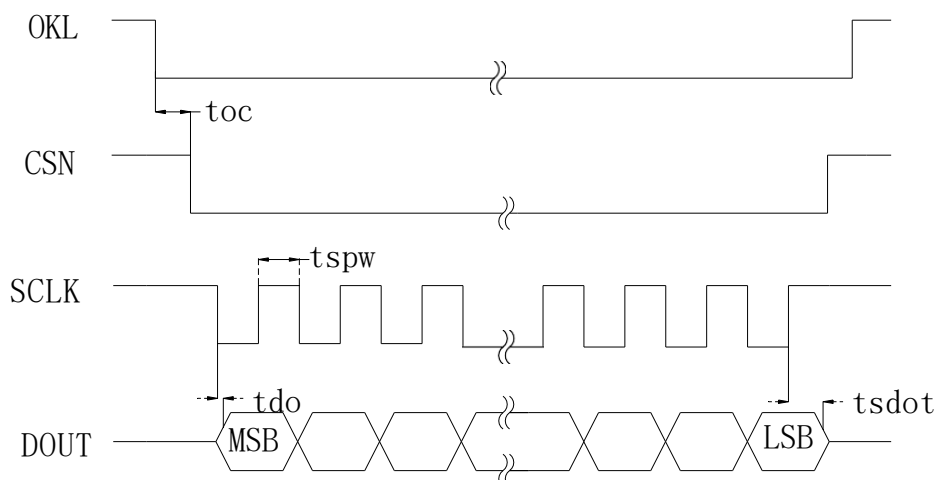 OKL
toc
CSN
tspw
SCLK
tdo
tsdot
DOUT
MSB
LSB